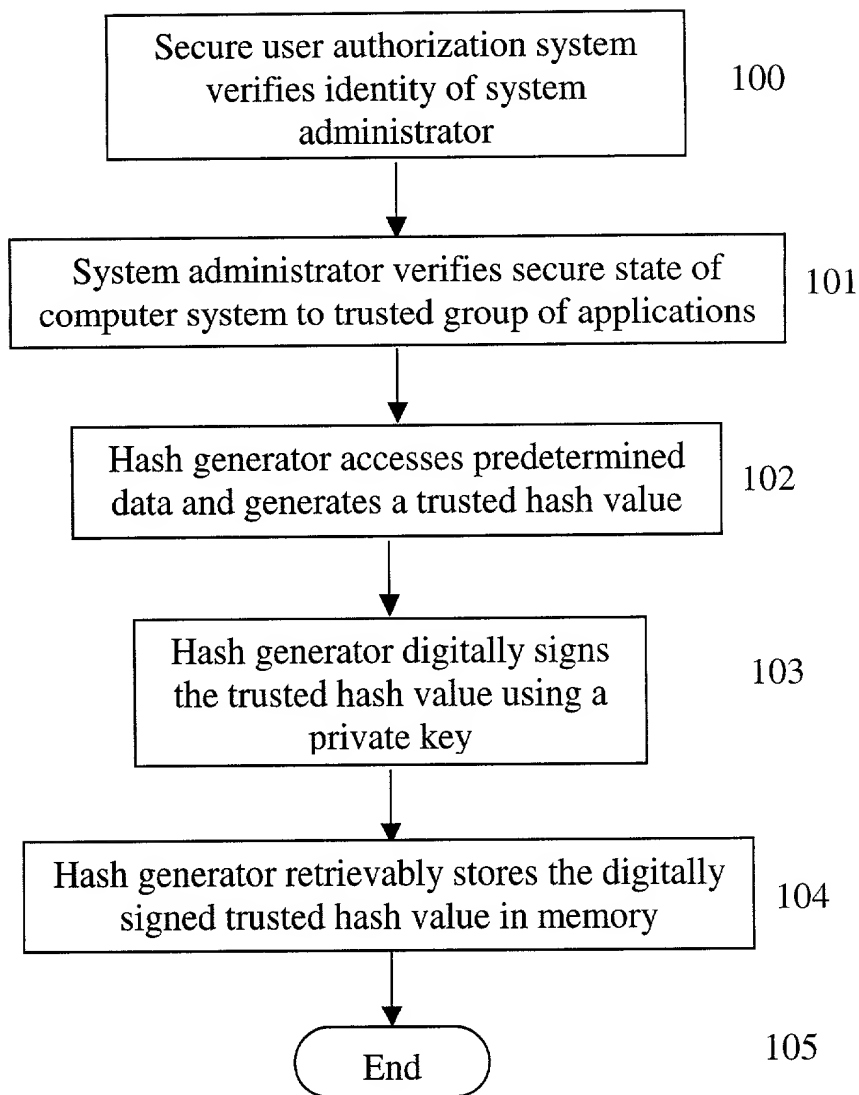 Secure user authorization system
verifies identity of system
administrator
100
System administrator verifies secure state of
computer system to trusted group of applications
101
Hash generator accesses predetermined
data and generates a trusted hash value
102
Hash generator digitally signs
the trusted hash value using a
private key
103
Hash generator retrievably stores the digitally
signed trusted hash value in memory
104
End
105